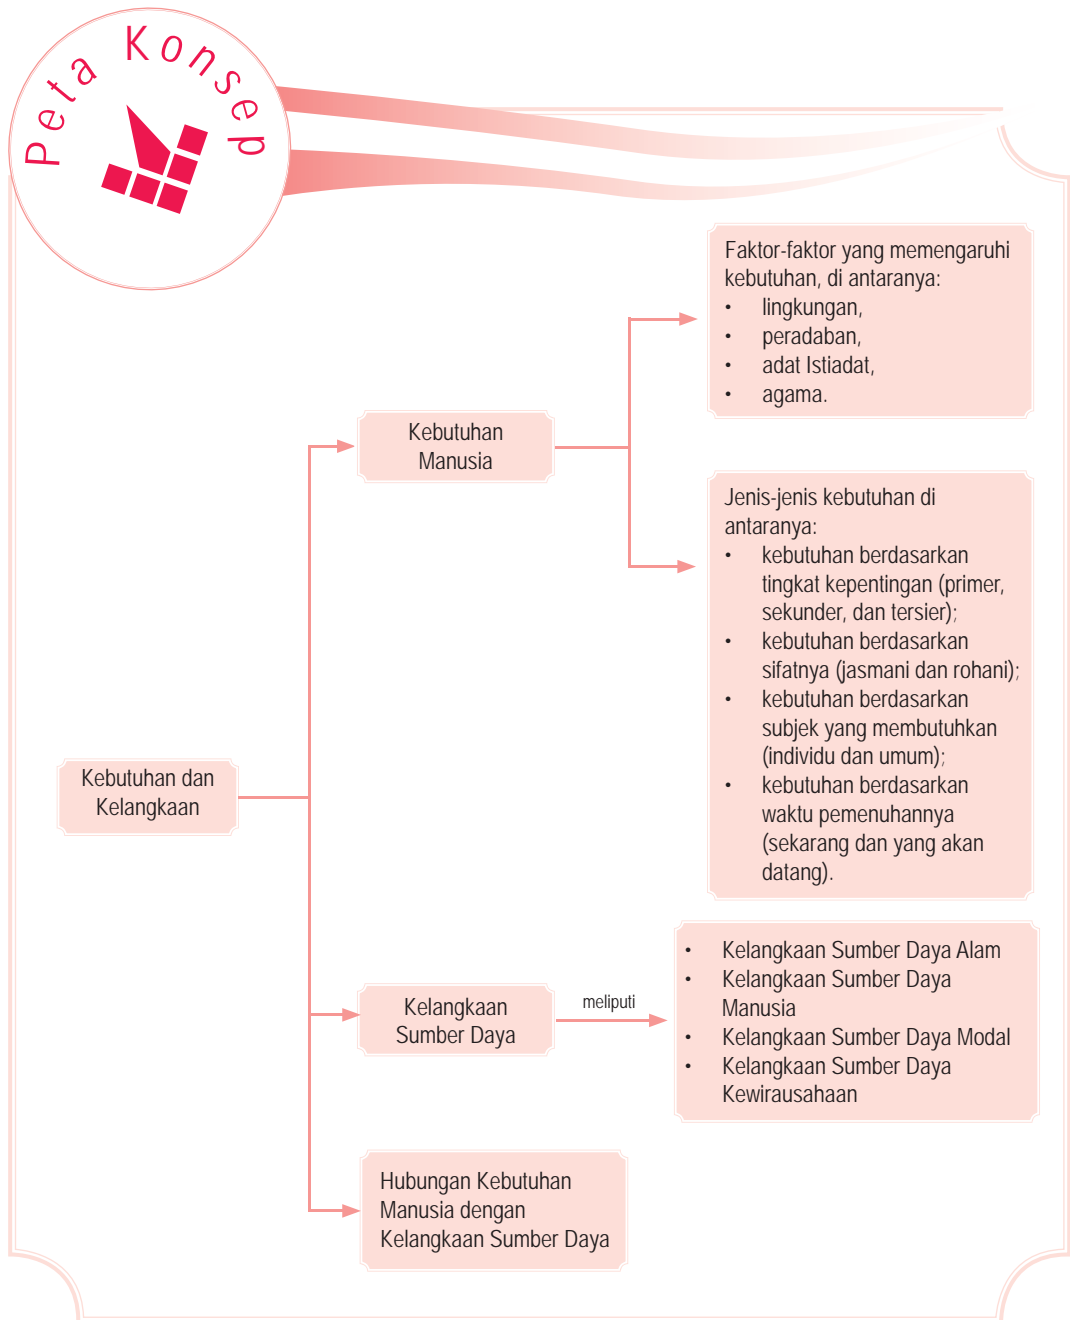 Peta Konsep
Faktor-faktor yang memengaruhi
kebutuhan, di antaranya:
• lingkungan,
• peradaban,
• adat Istiadat,
• agama.
Kebutuhan
Manusia
Jenis-jenis kebutuhan di
antaranya:
• kebutuhan berdasarkan
tingkat kepentingan (primer,
sekunder, dan tersier);
• kebutuhan berdasarkan
sifatnya (jasmani dan rohani);
• kebutuhan berdasarkan
subjek yang membutuhkan
(individu dan umum);
• kebutuhan berdasarkan
waktu pemenuhannya
(sekarang dan yang akan
datang).
Kebutuhan dan
Kelangkaan
Kelangkaan
Sumber Daya
meliputi
• Kelangkaan Sumber Daya Alam
• Kelangkaan Sumber Daya
Manusia
• Kelangkaan Sumber Daya Modal
• Kelangkaan Sumber Daya
Kewirausahaan
Hubungan Kebutuhan
Manusia dengan
Kelangkaan Sumber Daya